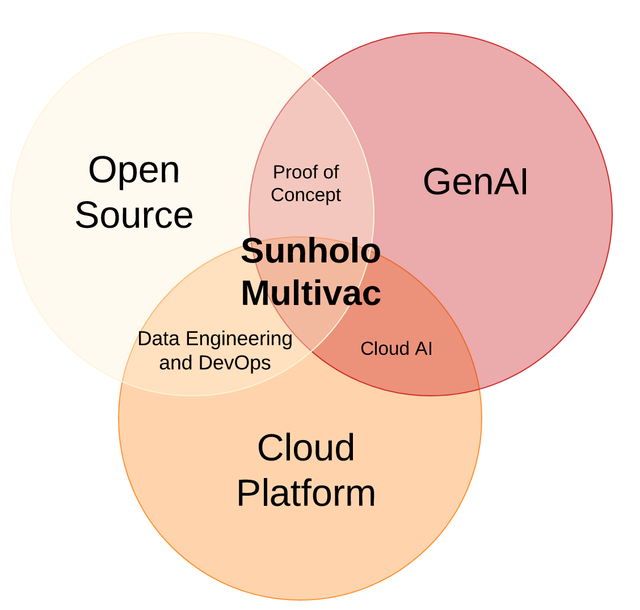 Open
Source
Proof of
Concept
GenAI
Sunholo
Multivac
Data Engineering
and DevOps
Cloud AI
Cloud
Platform